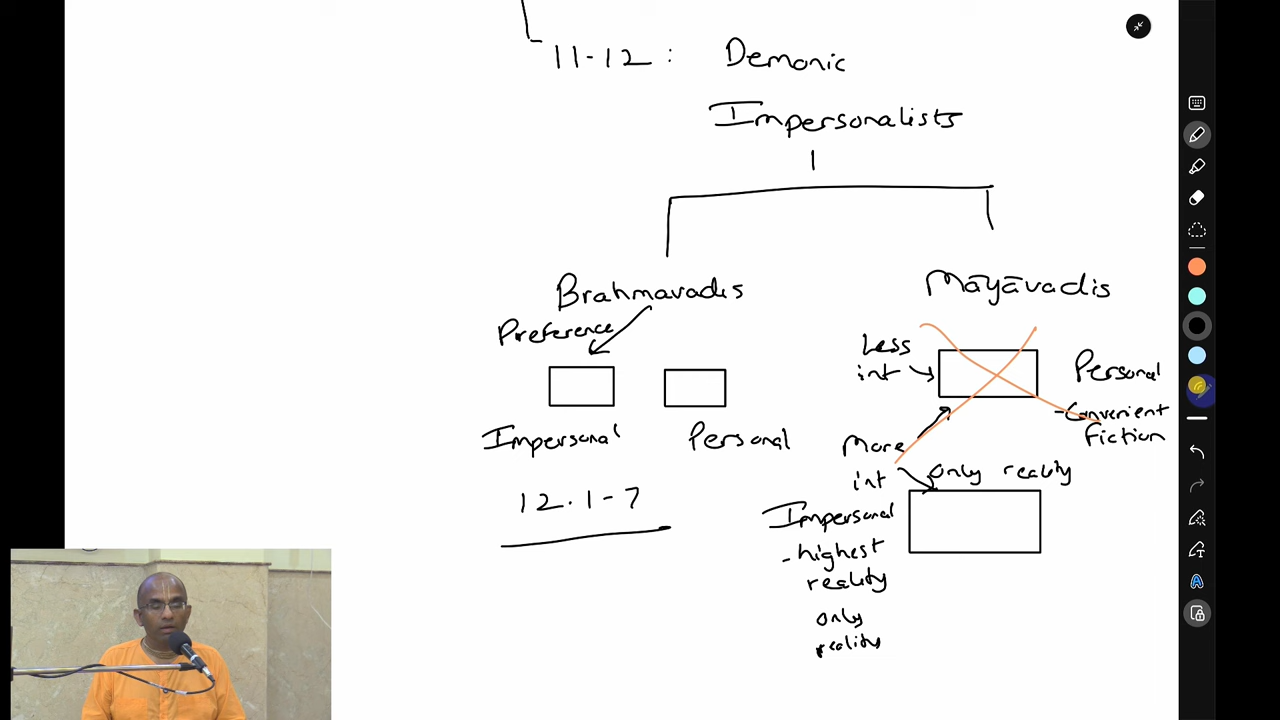 11-12 : Demonic
Impersonalists
Brahmavadis
Māyāvadis
Preference
Less
int
Personal
- Convenient
Fiction
Impersonal
Personal
More
int
only reality
12.1-7
Impersonal
- highest
reality
only
reality